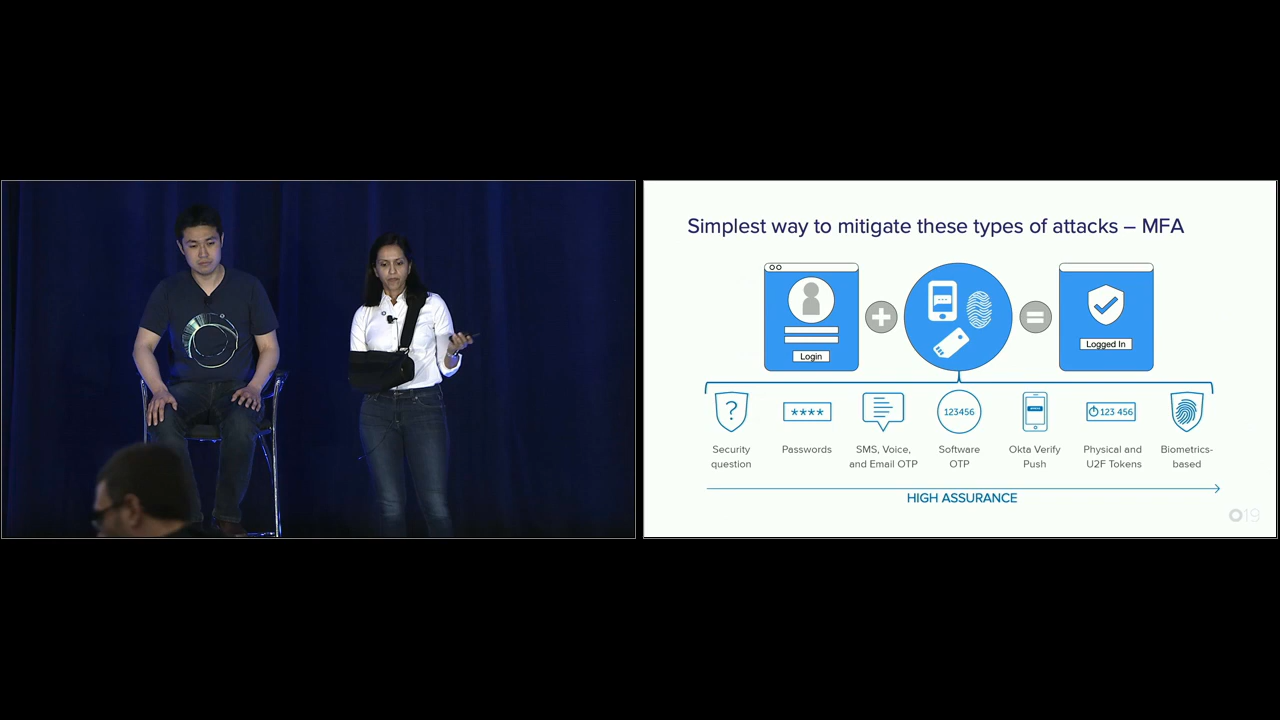 Simplest way to mitigate these types of attacks – MFA
Login
Logged In
?
****
123456
123 456
Security
question
Passwords
SMS, Voice,
and Email OTP
Software
OTP
Okta Verify
Push
Physical and
U2F Tokens
Biometrics-
based
HIGH ASSURANCE
O19